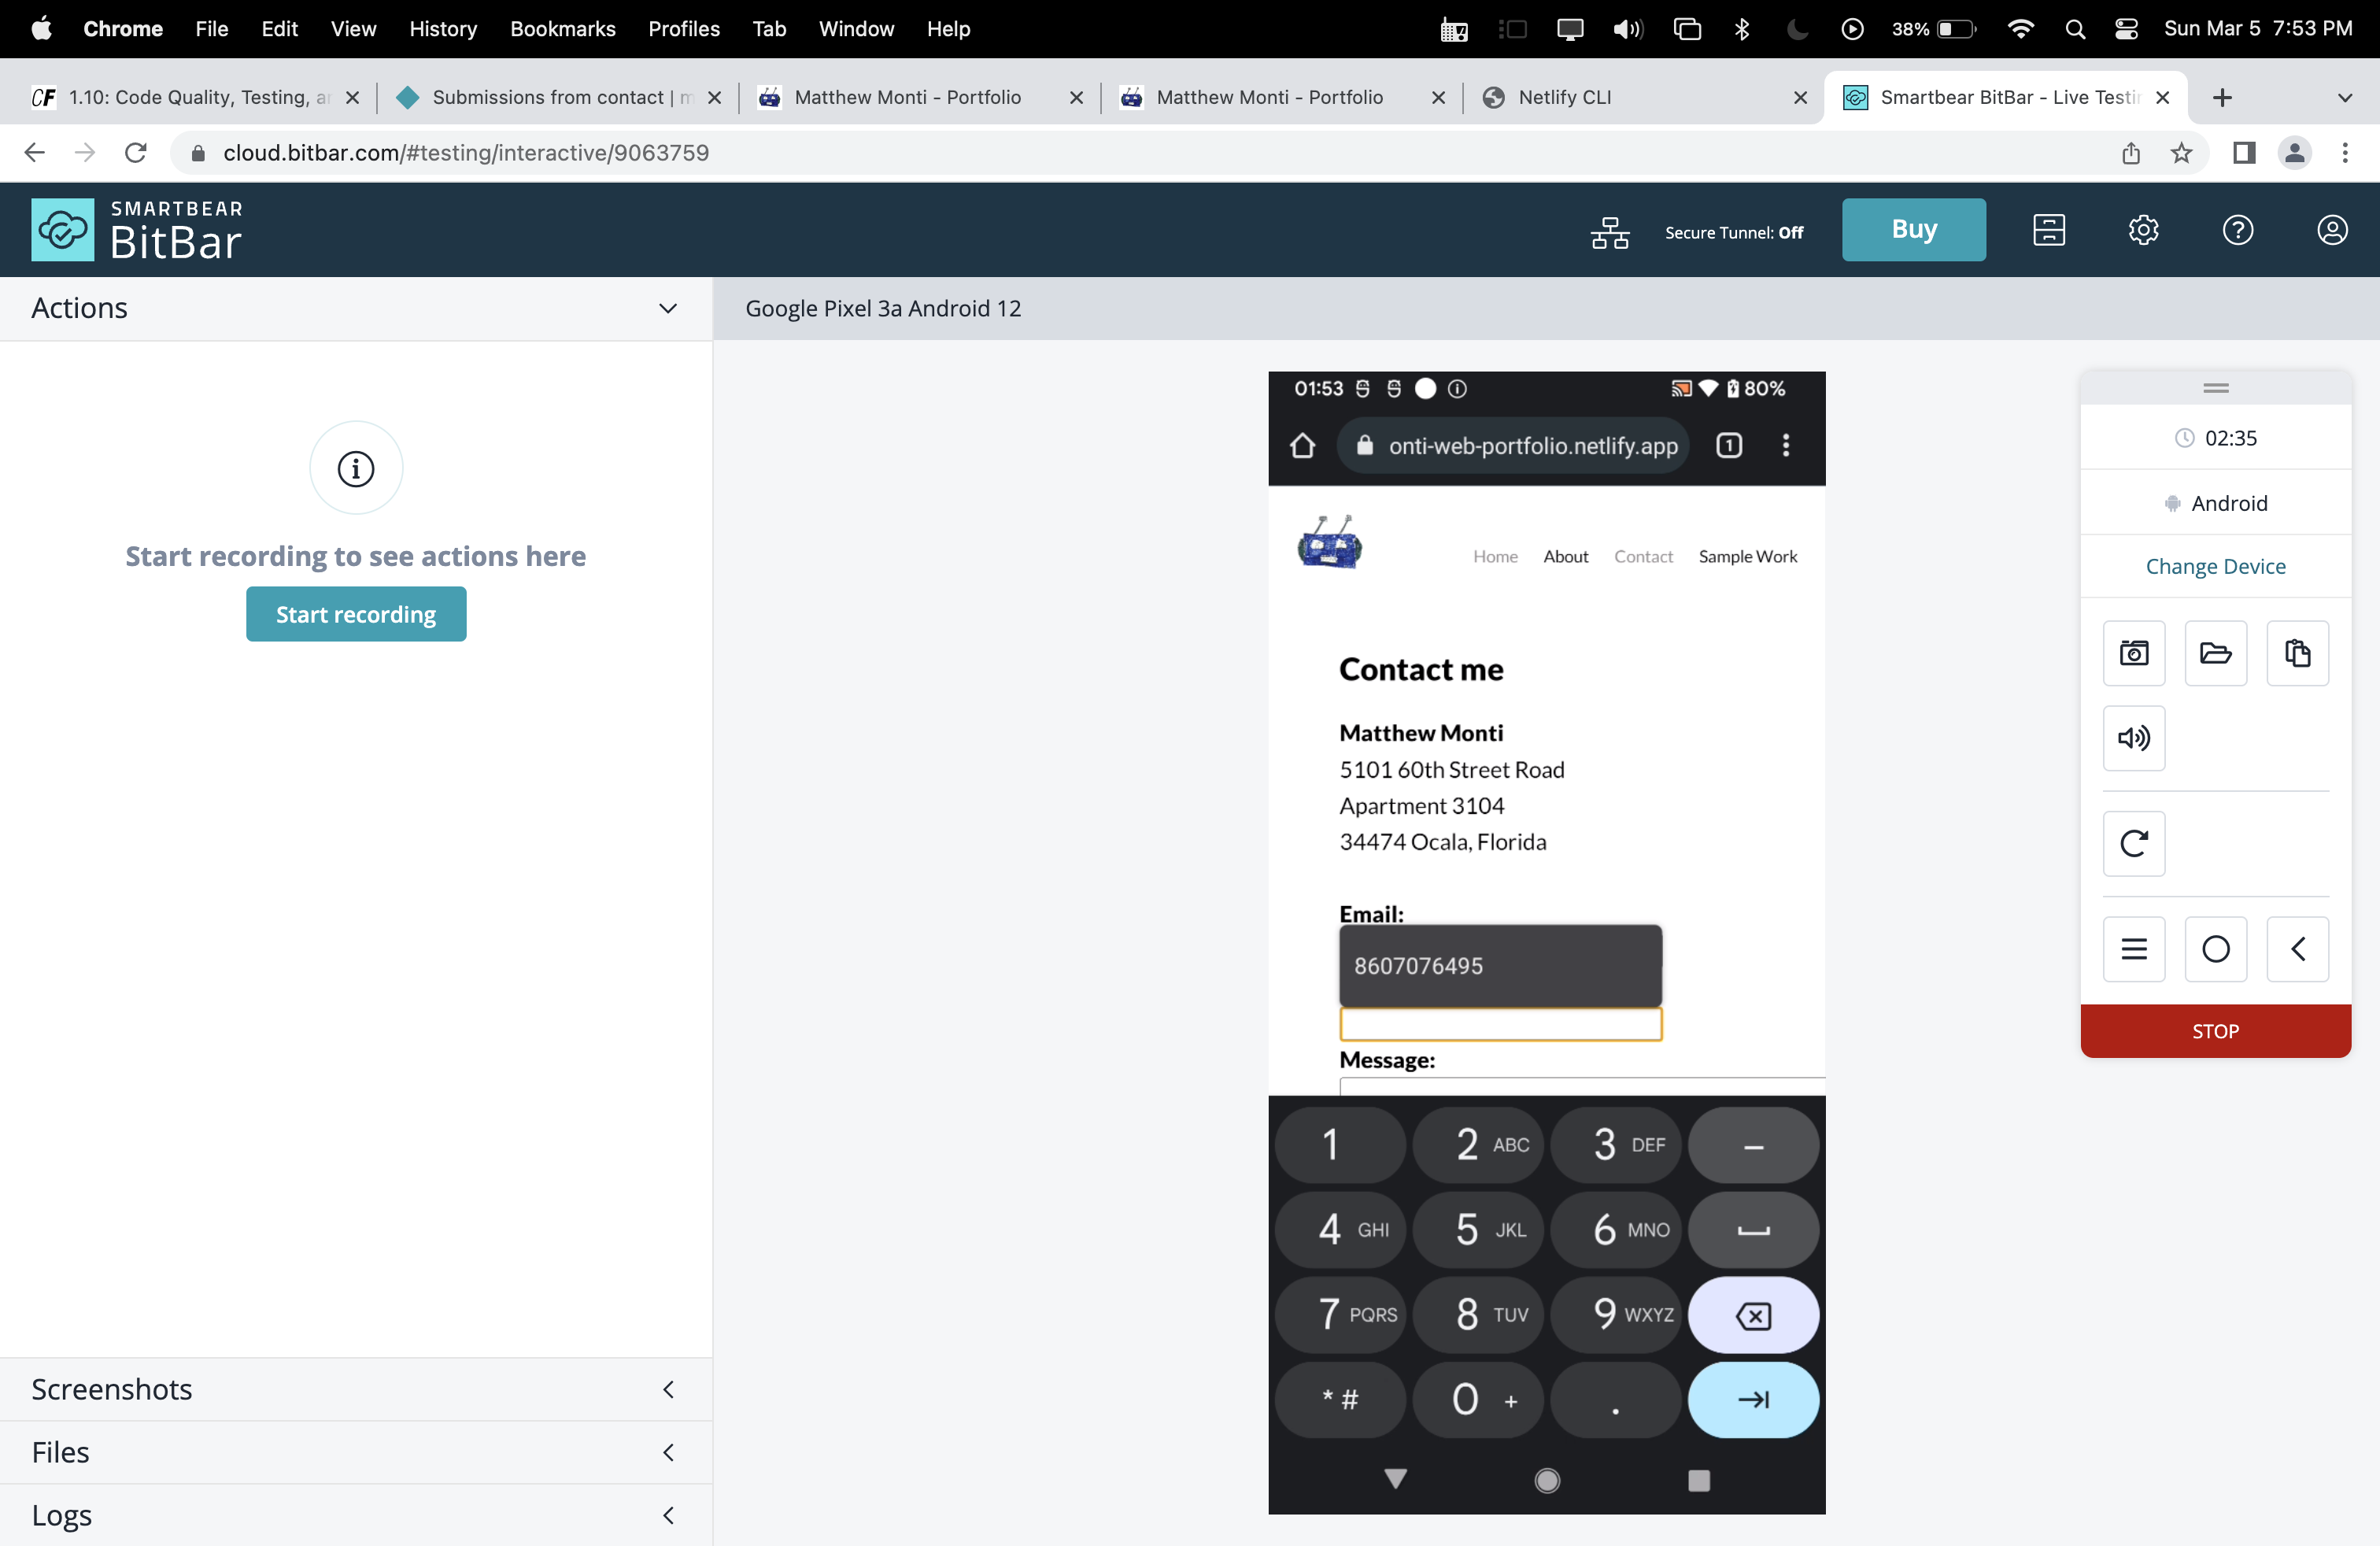 Chrome File Edit View History Bookmarks Profiles Tab Window Help 38% Sun Mar 5 7:53 PM
CF 1.10: Code Quality, Testing, ar
Submissions from contact | m
Matthew Monti - Portfolio
Matthew Monti - Portfolio
Netlify CLI
Smartbear BitBar - Live Testin
cloud.bitbar.com/#testing/interactive/9063759
SMARTBEAR
BitBar
Secure Tunnel: Off
Buy
Actions
Start recording to see actions here
Start recording
Screenshots
Files
Logs
Google Pixel 3a Android 12
01:53 80%
onti-web-portfolio.netlify.app 1
Home About Contact Sample Work
Contact me
Matthew Monti
5101 60th Street Road
Apartment 3104
34474 Ocala, Florida
Email:
8607076495
Message:
1 2 ABC 3 DEF –
4 GHI 5 JKL 6 MNO
7 PQRS 8 TUV 9 WXYZ
* # 0 + .
02:35
Android
Change Device
STOP